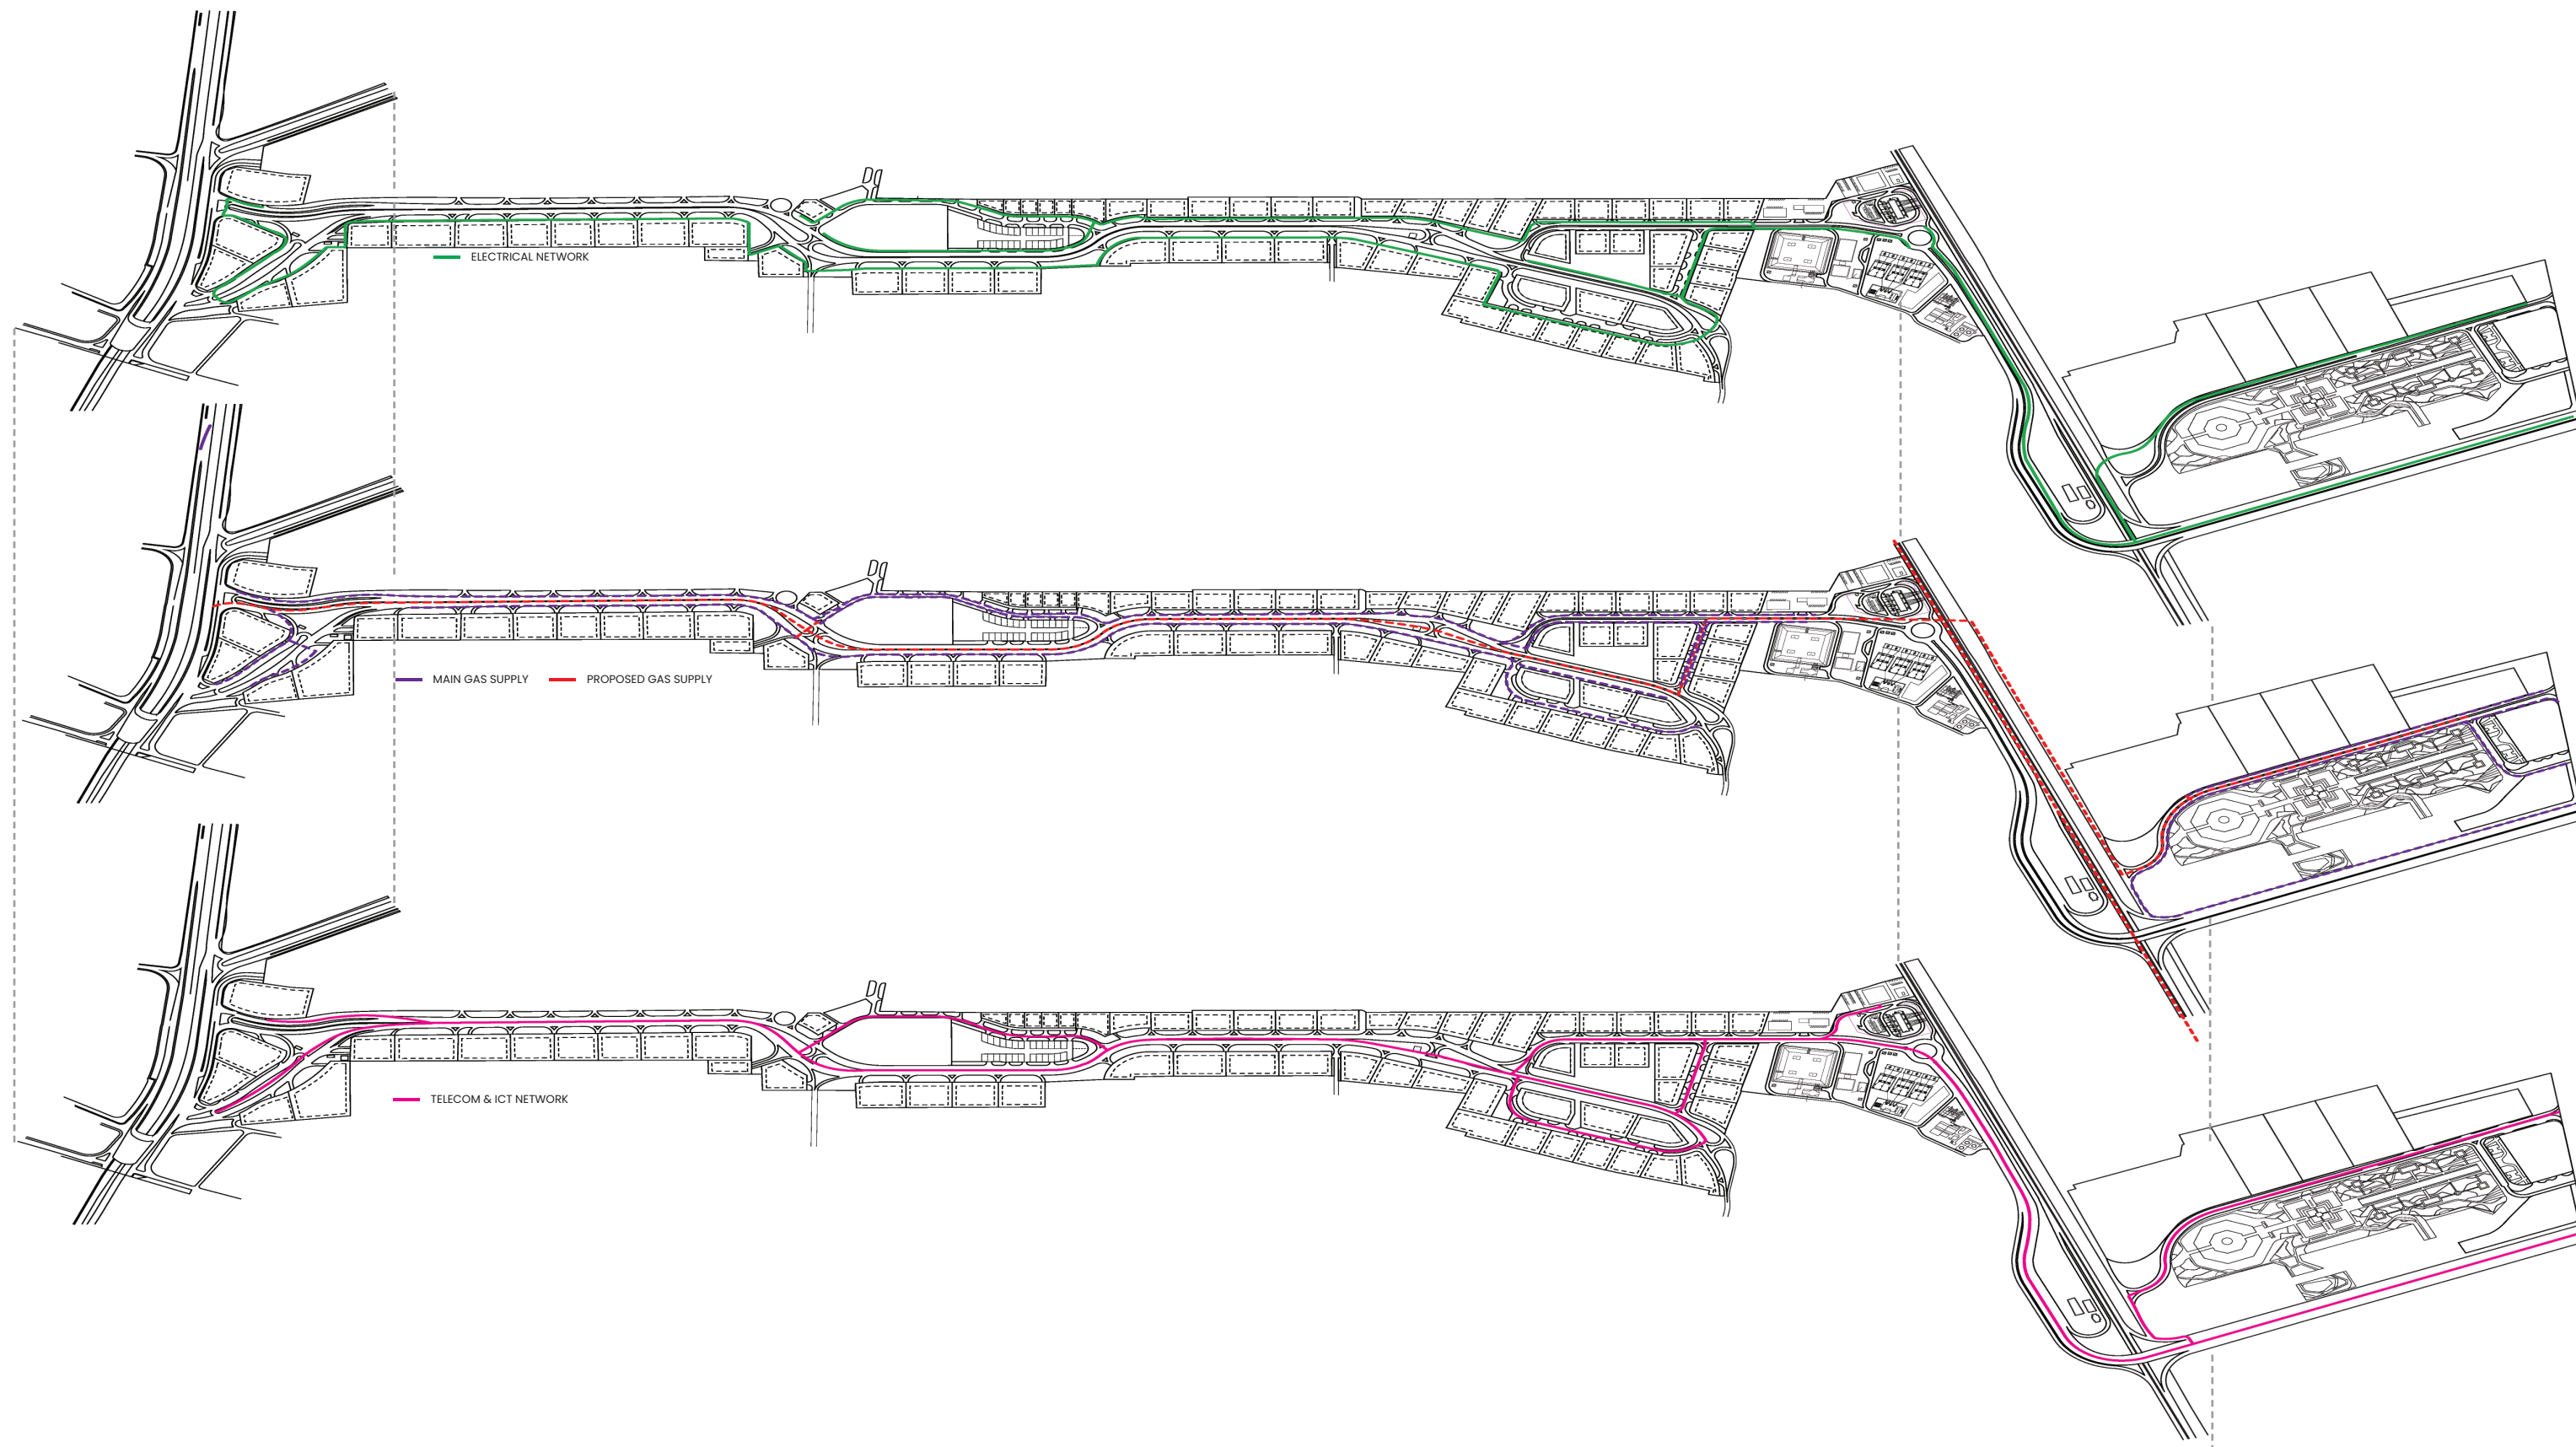 ELECTRICAL NETWORK
MAIN GAS SUPPLY PROPOSED GAS SUPPLY
TELECOM & ICT NETWORK